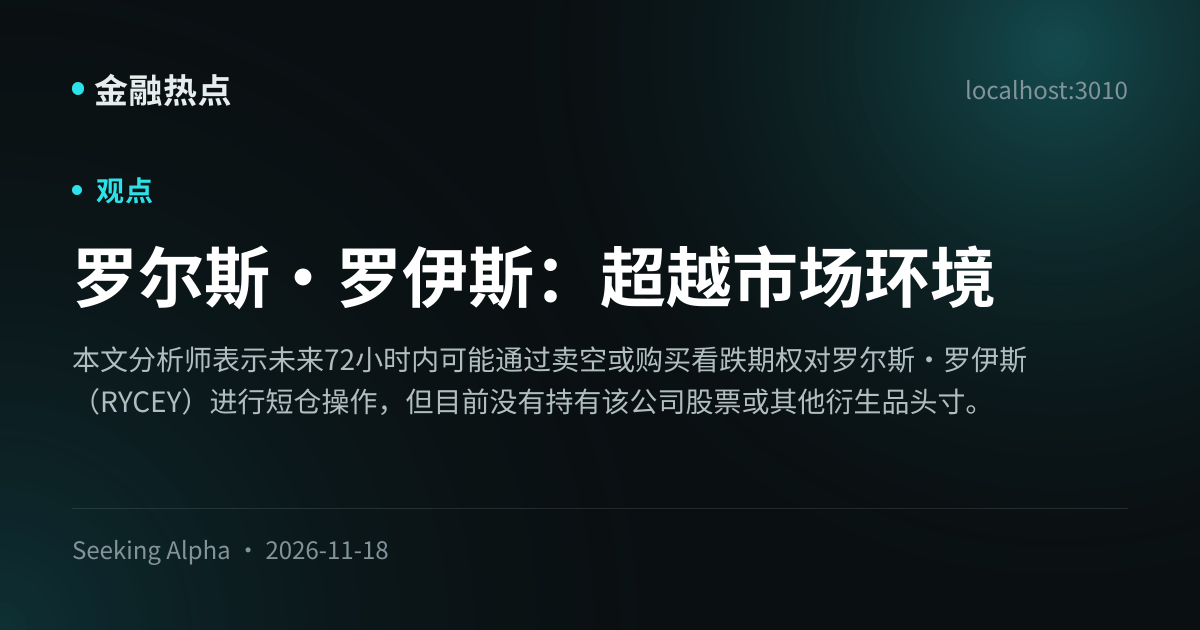 金融热点
localhost:3010
观点
罗尔斯·罗伊斯：超越市场环境
本文分析师表示未来72小时内可能通过卖空或购买看跌期权对罗尔斯·罗伊斯
（RYCEY）进行短仓操作，但目前没有持有该公司股票或其他衍生品头寸。
Seeking Alpha · 2026-11-18